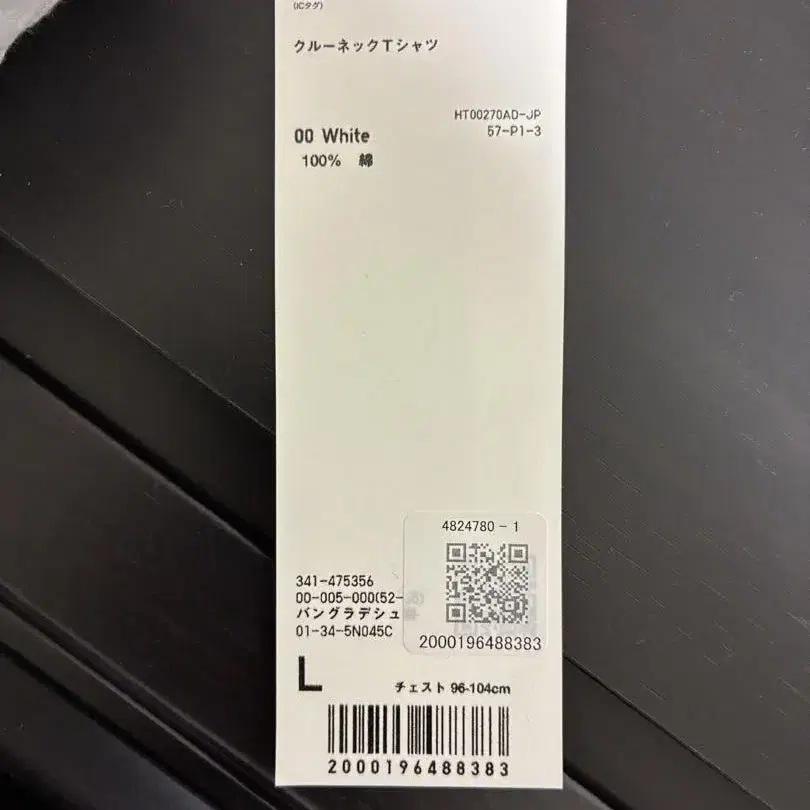 (ICタグ)
クルーネックTシャツ
HT00270AD-JP
00 White
57-P1-3
100% 綿
4824780-1
341-475356
00-005-000(52-
バングラデシュ
01-34-5N045C
2000196488383
L
チェスト 96-104cm
2000196488383